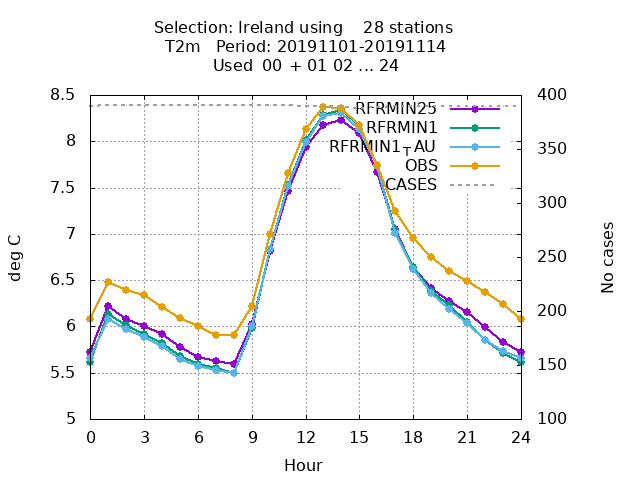 Selection: Ireland using 28 stations
T2m Period: 20191101-20191114
Used 00 + 01 02 ... 24
8.5 400
RFRMIN25
RFRMIN1
8 350
RFRMIN1┬AU
OBS
CASES
7.5 300
7 250
6.5 200
6 150
5.5
5 100
deg C
No cases
0 3 6 9 12 15 18 21 24
Hour